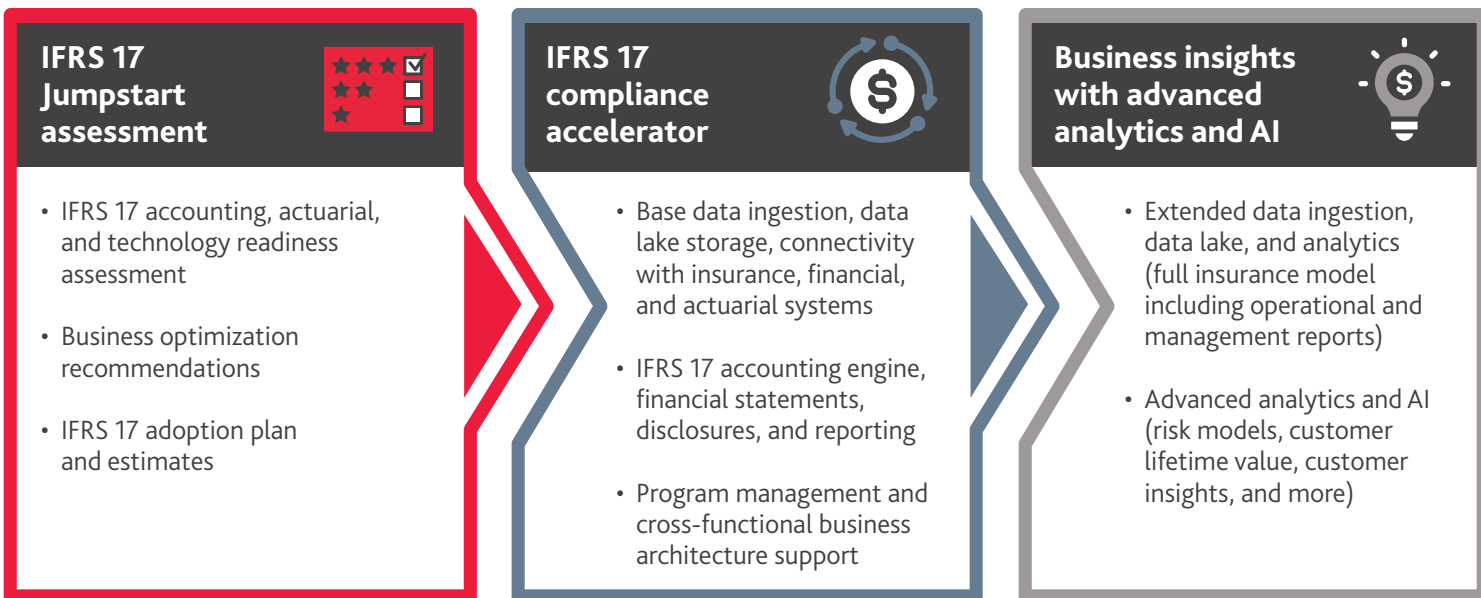 IFRS 17
Jumpstart
assessment
• IFRS 17 accounting, actuarial,
and technology readiness
assessment
• Business optimization
recommendations
• IFRS 17 adoption plan
and estimates
IFRS 17
compliance
accelerator
$
• Base data ingestion, data
lake storage, connectivity
with insurance, financial,
and actuarial systems
• IFRS 17 accounting engine,
financial statements,
disclosures, and reporting
• Program management and
cross-functional business
architecture support
Business insights
with advanced
analytics and AI
$
• Extended data ingestion,
data lake, and analytics
(full insurance model
including operational and
management reports)
• Advanced analytics and AI
(risk models, customer
lifetime value, customer
insights, and more)